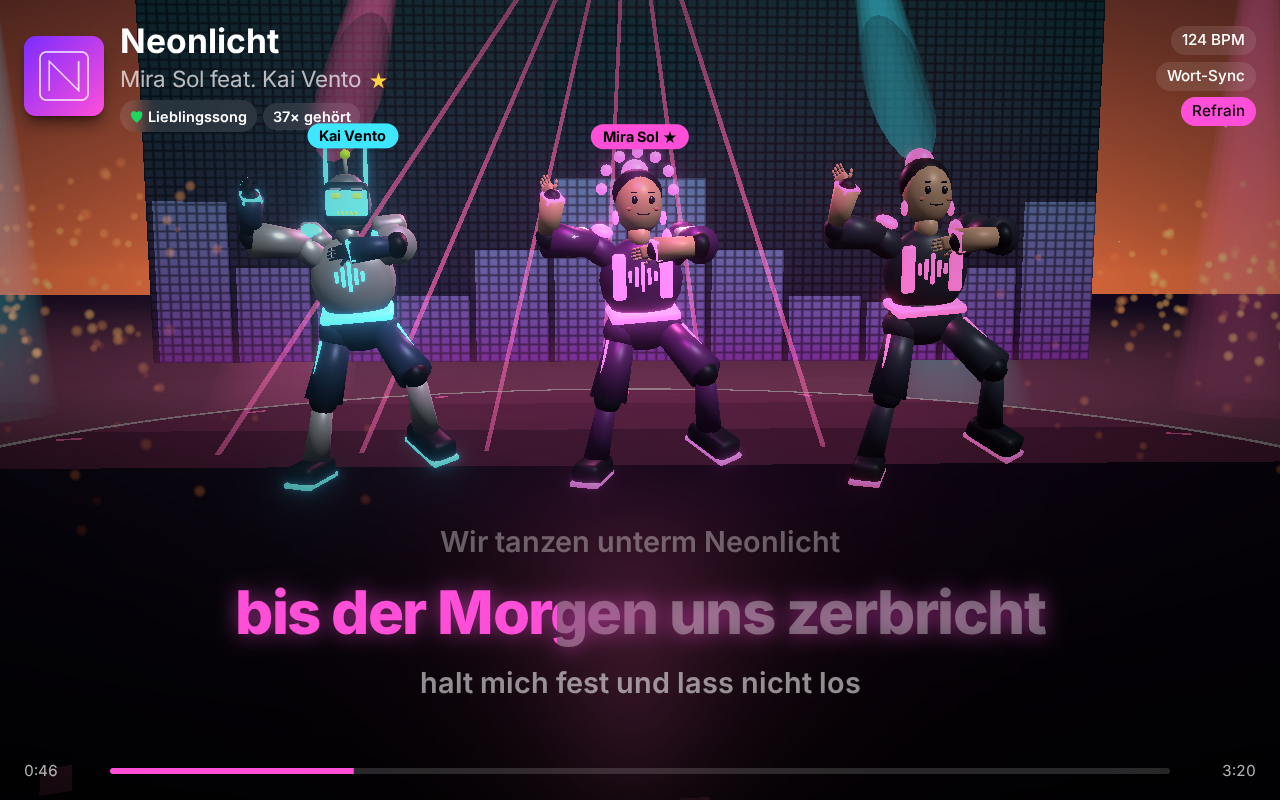 Neonlicht
Mira Sol feat. Kai Vento ★
Lieblingssong
37× gehört
124 BPM
Wort-Sync
Refrain
N
Kai Vento
Mira Sol ★
Wir tanzen unterm Neonlicht
bis der Morgen uns zerbricht
halt mich fest und lass nicht los
0:46
3:20